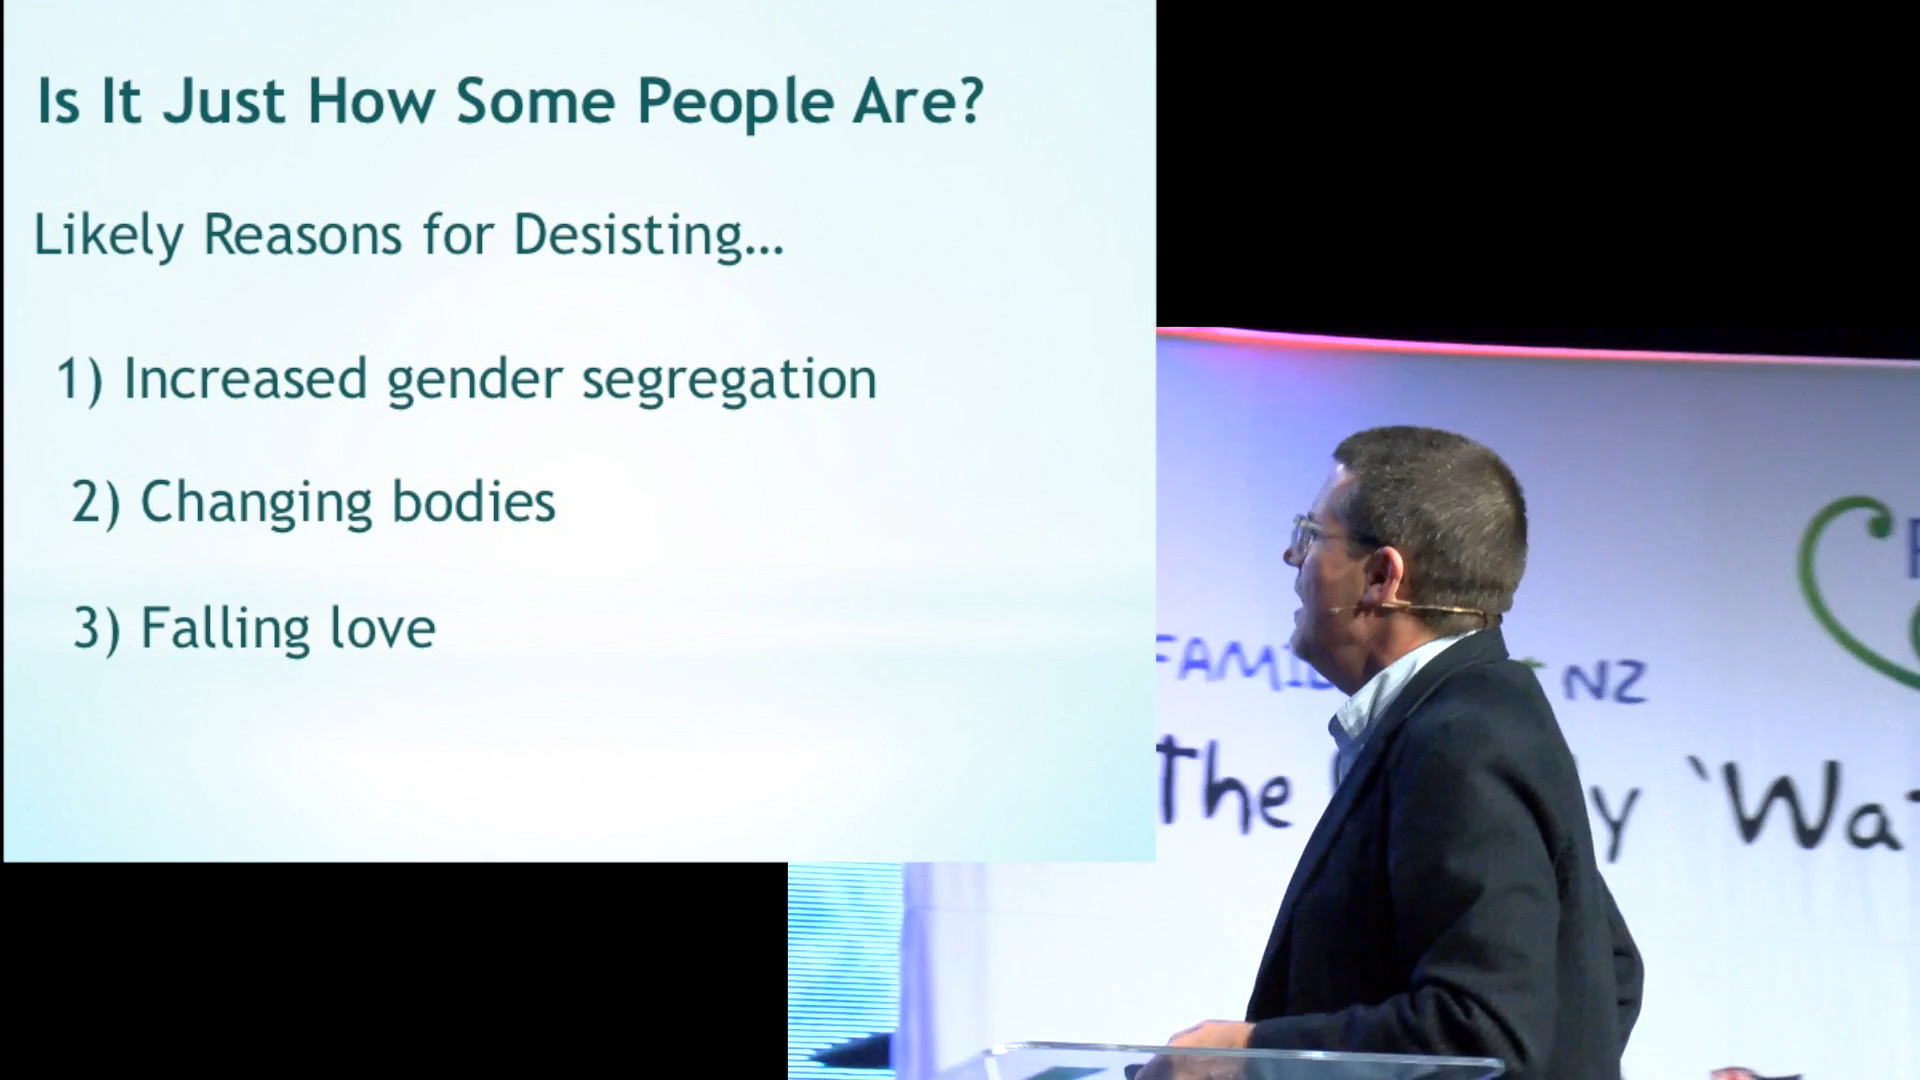 Is It Just How Some People Are?
Likely Reasons for Desisting...
1) Increased gender segregation
2) Changing bodies
3) Falling love
NZ
The